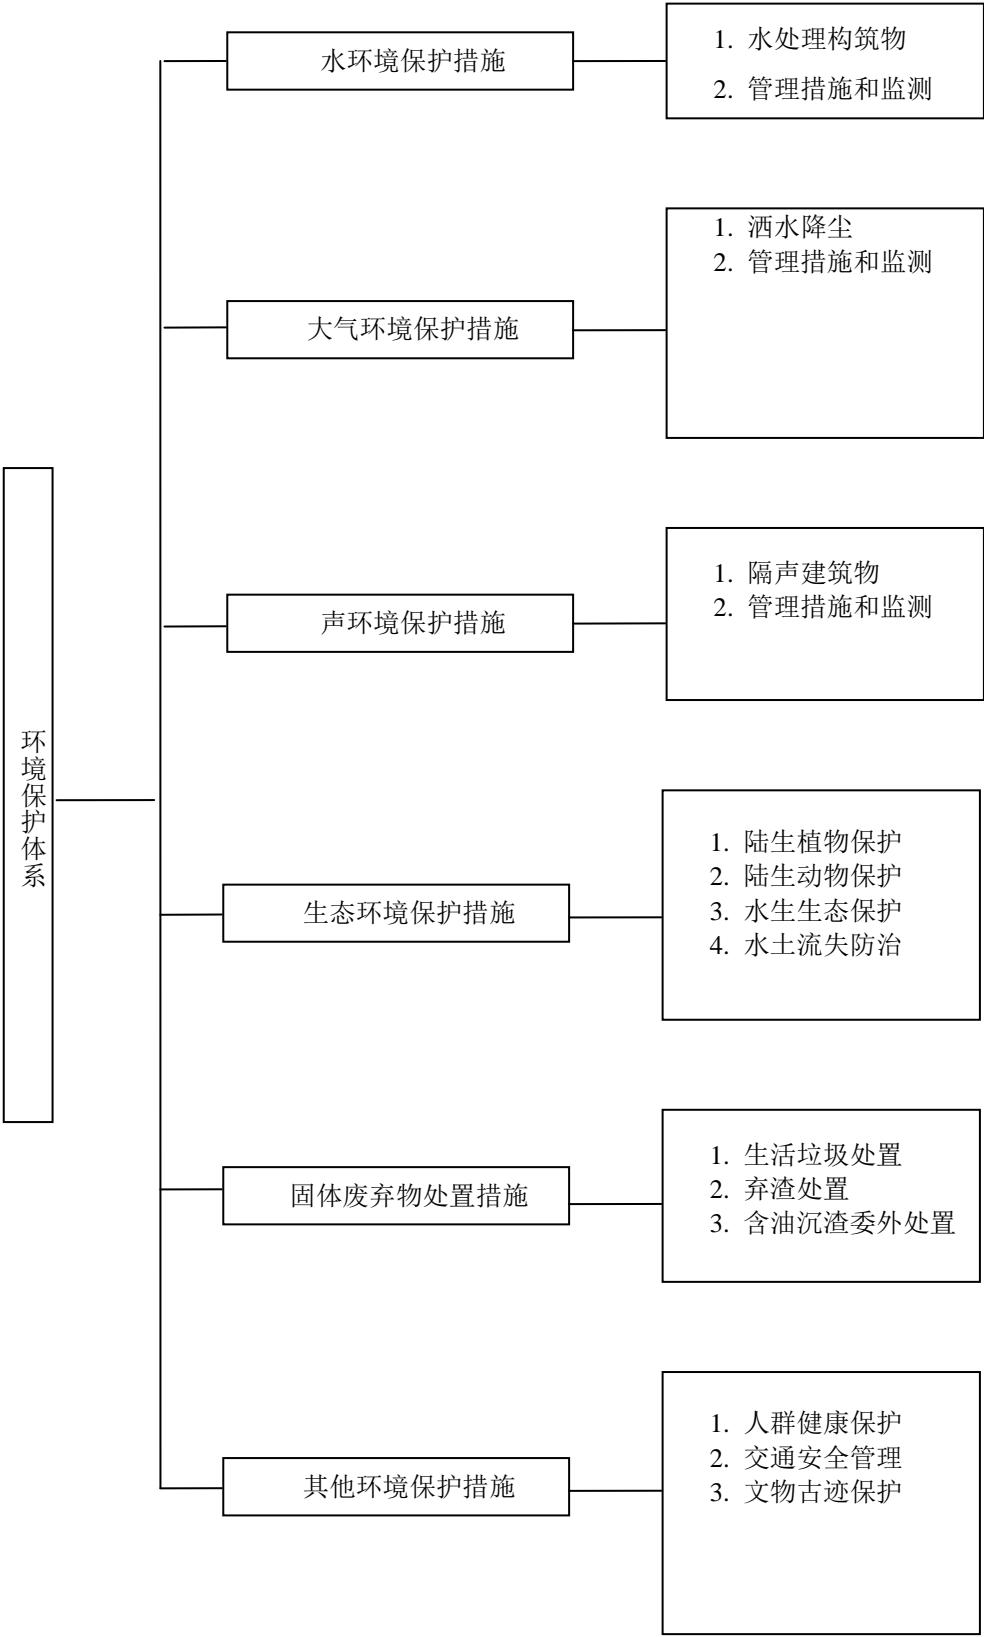 环境保护体系
水环境保护措施
1. 水处理构筑物
2. 管理措施和监测
大气环境保护措施
1. 洒水降尘
2. 管理措施和监测
声环境保护措施
1. 隔声建筑物
2. 管理措施和监测
生态环境保护措施
1. 陆生植物保护
2. 陆生动物保护
3. 水生生态保护
4. 水土流失防治
固体废弃物处置措施
1. 生活垃圾处置
2. 弃渣处置
3. 含油沉渣委外处置
其他环境保护措施
1. 人群健康保护
2. 交通安全管理
3. 文物古迹保护